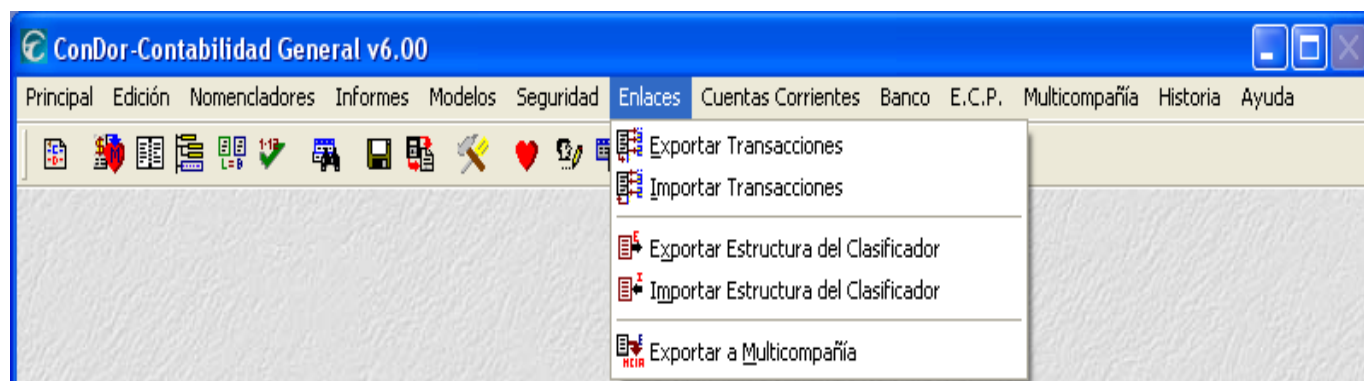 ConDor-Contabilidad General v6.00
Principal Edición Nomencladores Informes Modelos Seguridad Enlaces Cuentas Corrientes Banco E.C.P. Multicompañía Historia Ayuda
Exportar Transacciones
Importar Transacciones
Exportar Estructura del Clasificador
Importar Estructura del Clasificador
Exportar a Multicompañía